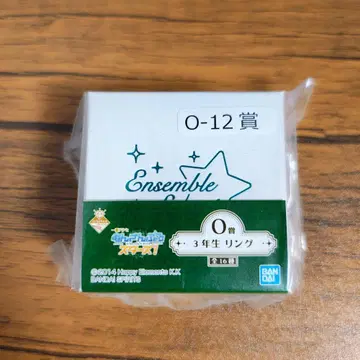 O-12賞
Ensemble
O賞
3年生 リング
全16種
©2014 Happy Elements K.K
BANDAI SPIRITS
BANDAI